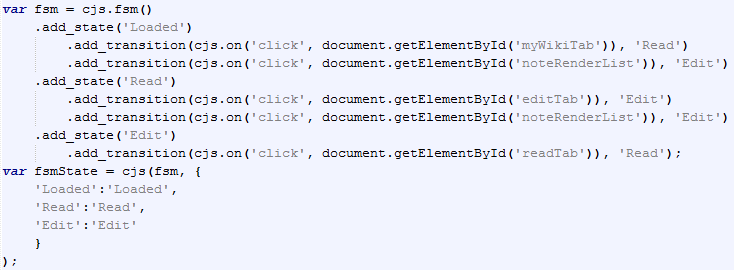 var fsm = cjs.fsm()
    .add_state('Loaded')
        .add_transition(cjs.on('click', document.getElementById('myWikiTab')), 'Read')
        .add_transition(cjs.on('click', document.getElementById('noteRenderList')), 'Edit')
    .add_state('Read')
        .add_transition(cjs.on('click', document.getElementById('editTab')), 'Edit')
        .add_transition(cjs.on('click', document.getElementById('noteRenderList')), 'Edit')
    .add_state('Edit')
        .add_transition(cjs.on('click', document.getElementById('readTab')), 'Read');
var fsmState = cjs(fsm, {
    'Loaded':'Loaded',
    'Read':'Read',
    'Edit':'Edit'
    }
);